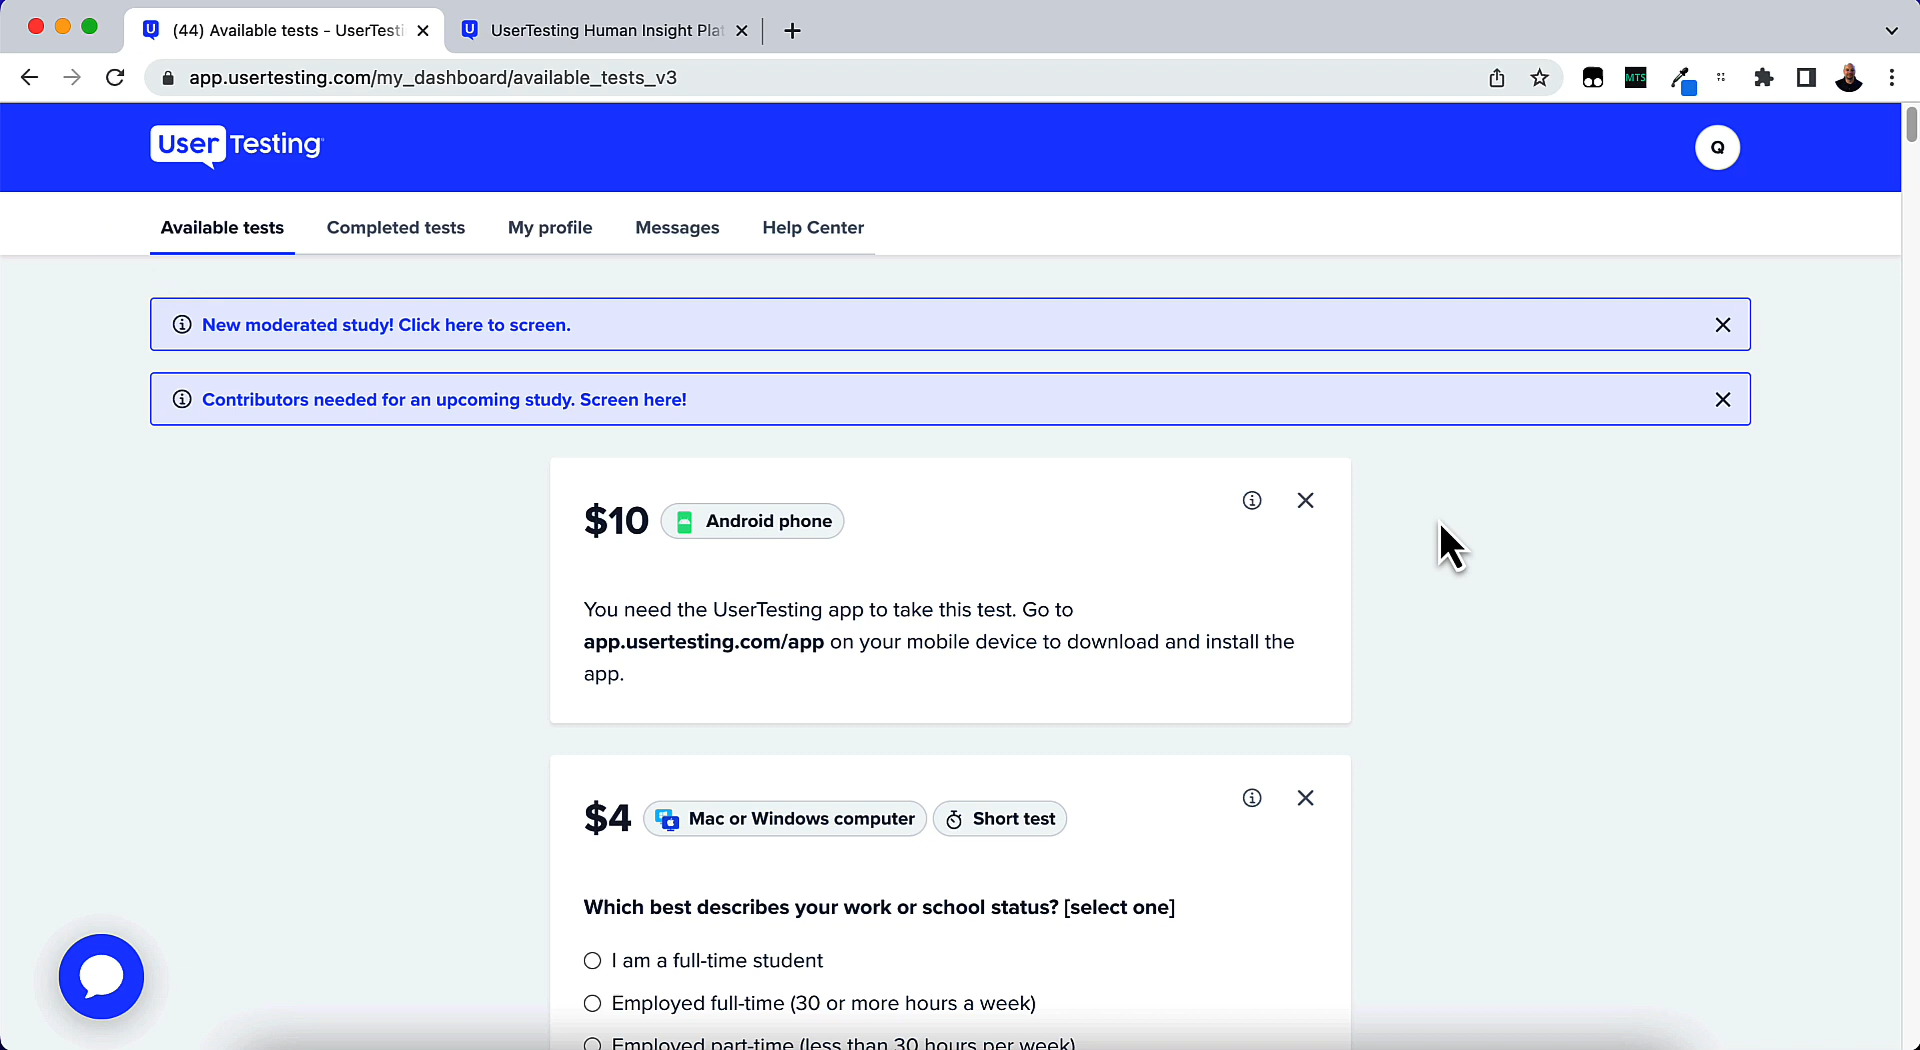 (44) Available tests - UserTesti
UserTesting Human Insight Pla
app.usertesting.com/my_dashboard/available_tests_v3
MTS
User Testing
Q
Available tests
Completed tests
My profile
Messages
Help Center
New moderated study! Click here to screen.
Contributors needed for an upcoming study. Screen here!
$10
Android phone
You need the UserTesting app to take this test. Go to
app.usertesting.com/app on your mobile device to download and install the
app.
$4
Mac or Windows computer
Short test
Which best describes your work or school status? [select one]
I am a full-time student
Employed full-time (30 or more hours a week)
Employed part-time (less than 30 hours per week)